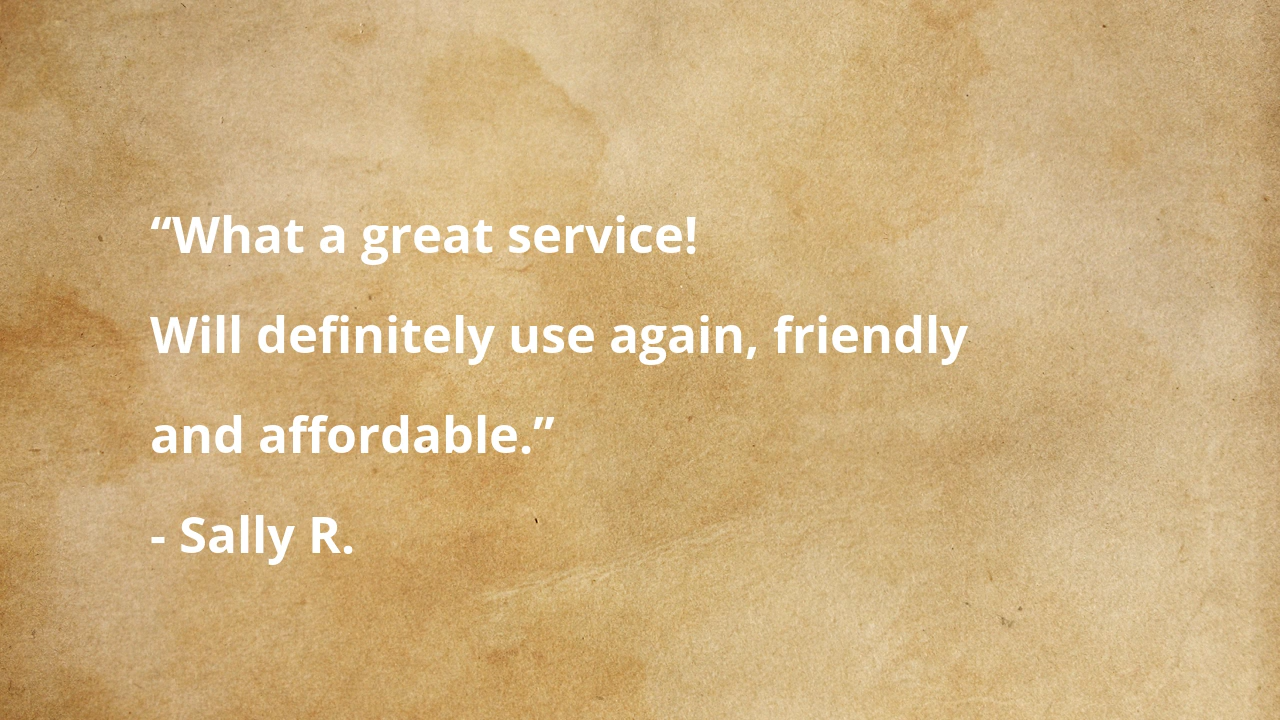 “What a great service!
Will definitely use again, friendly
and affordable.”
- Sally R.